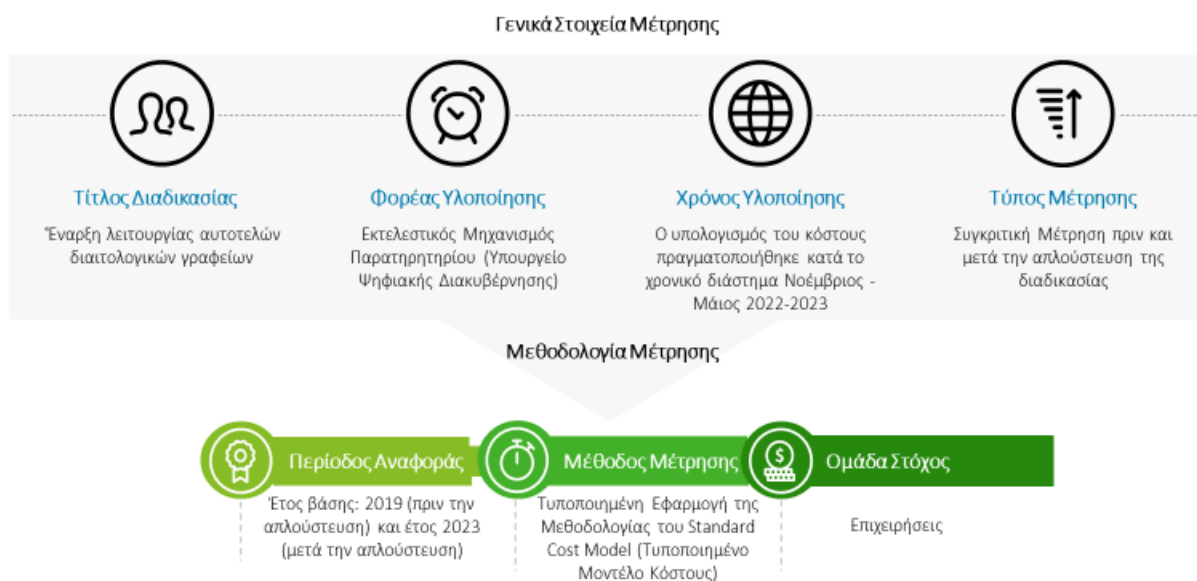 Γενικά Στοιχεία Μέτρησης
Τίτλος Διαδικασίας
Έναρξη λειτουργίας αυτοτελών
διαιτολογικών γραφείων
Φορέας Υλοποίησης
Εκτελεστικός Μηχανισμός
Παρατηρητηρίου (Υπουργείο
Ψηφιακής Διακυβέρνησης)
Χρόνος Υλοποίησης
Ο υπολογισμός του κόστους
πραγματοποιήθηκε κατά το
χρονικό διάστημα Νοέμβριος -
Μάιος 2022-2023
Τύπος Μέτρησης
Συγκριτική Μέτρηση πριν και
μετά την απλούστευση της
διαδικασίας
Μεθοδολογία Μέτρησης
Περίοδος Αναφοράς
Έτος βάσης: 2019 (πριν την
απλούστευση) και έτος 2023
(μετά την απλούστευση)
Μέθοδος Μέτρησης
Τυποποιημένη Εφαρμογή της
Μεθοδολογίας του Standard
Cost Model (Τυποποιημένο
Μοντέλο Κόστους)
Ομάδα Στόχος
Επιχειρήσεις